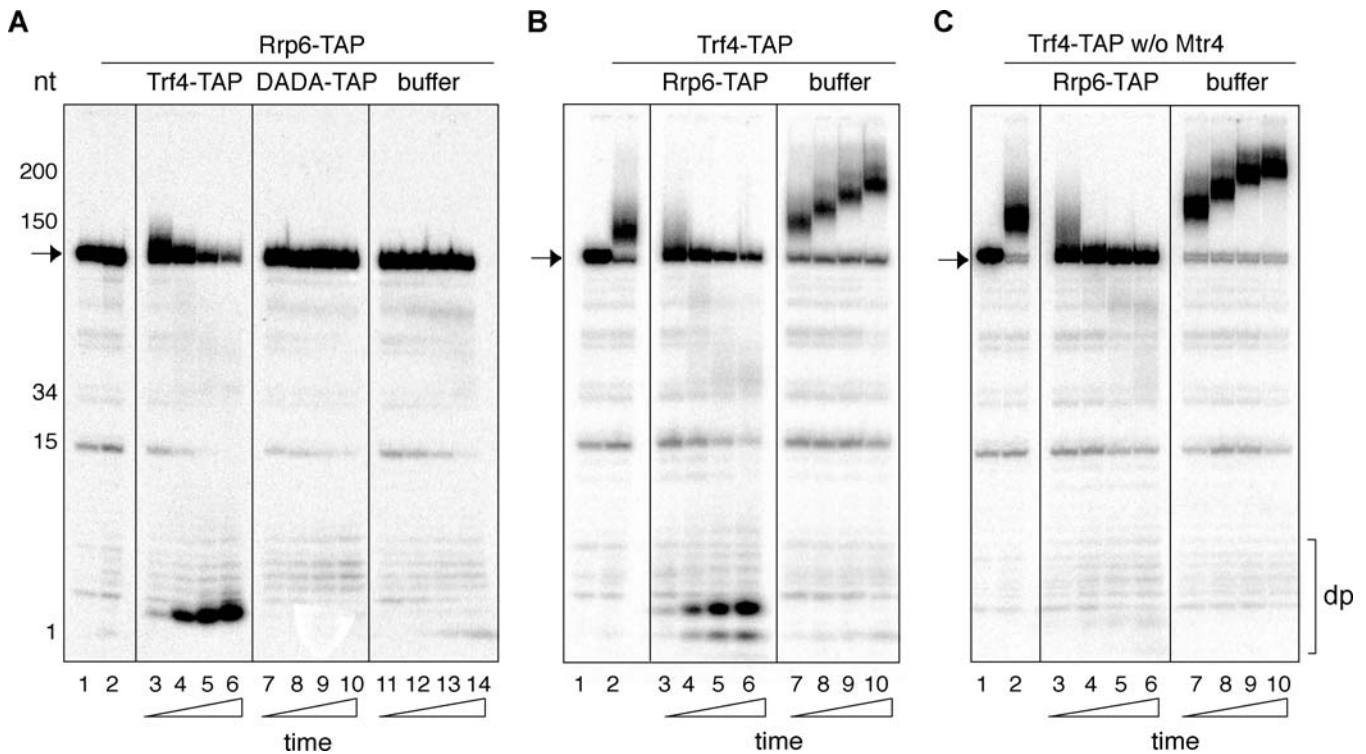 A B C
Rrp6-TAP Trf4-TAP Trf4-TAP w/o Mtr4
nt Trf4-TAP DADA-TAP buffer Rrp6-TAP buffer Rrp6-TAP buffer
200
150
34
15
dp
1
1 2 3 4 5 6 7 8 9 10 11 12 13 14 1 2 3 4 5 6 7 8 9 10 1 2 3 4 5 6 7 8 9 10
time time time